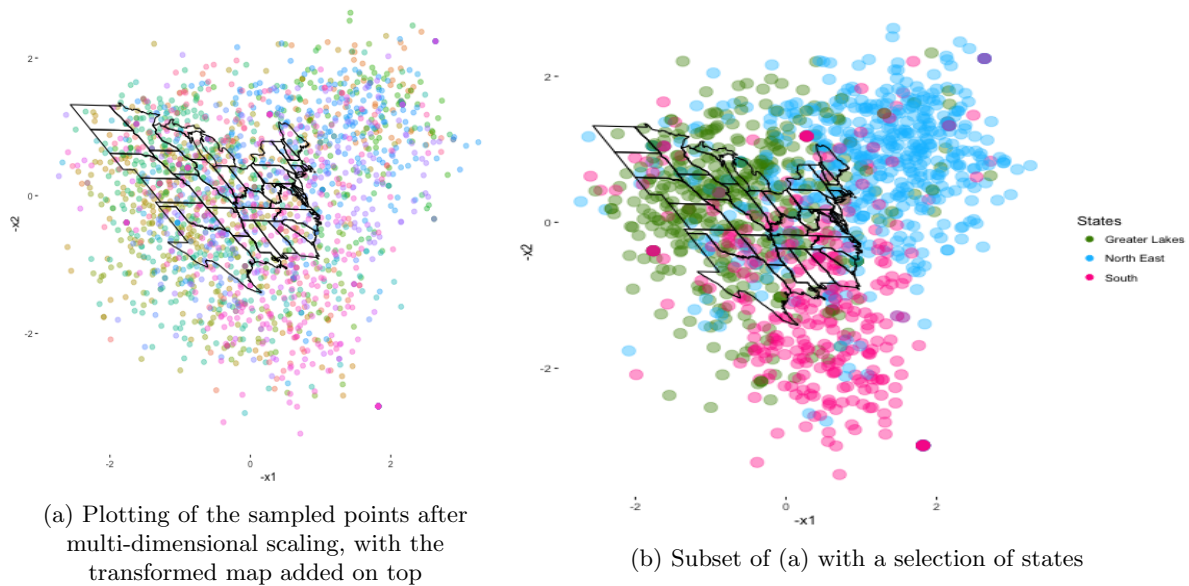 2
0
-2
-x2
-2
0
2
-x1
(a) Plotting of the sampled points after
multi-dimensional scaling, with the
transformed map added on top
2
0
-2
-x2
-2
0
2
-x1
States
Greater Lakes
North East
South
(b) Subset of (a) with a selection of states